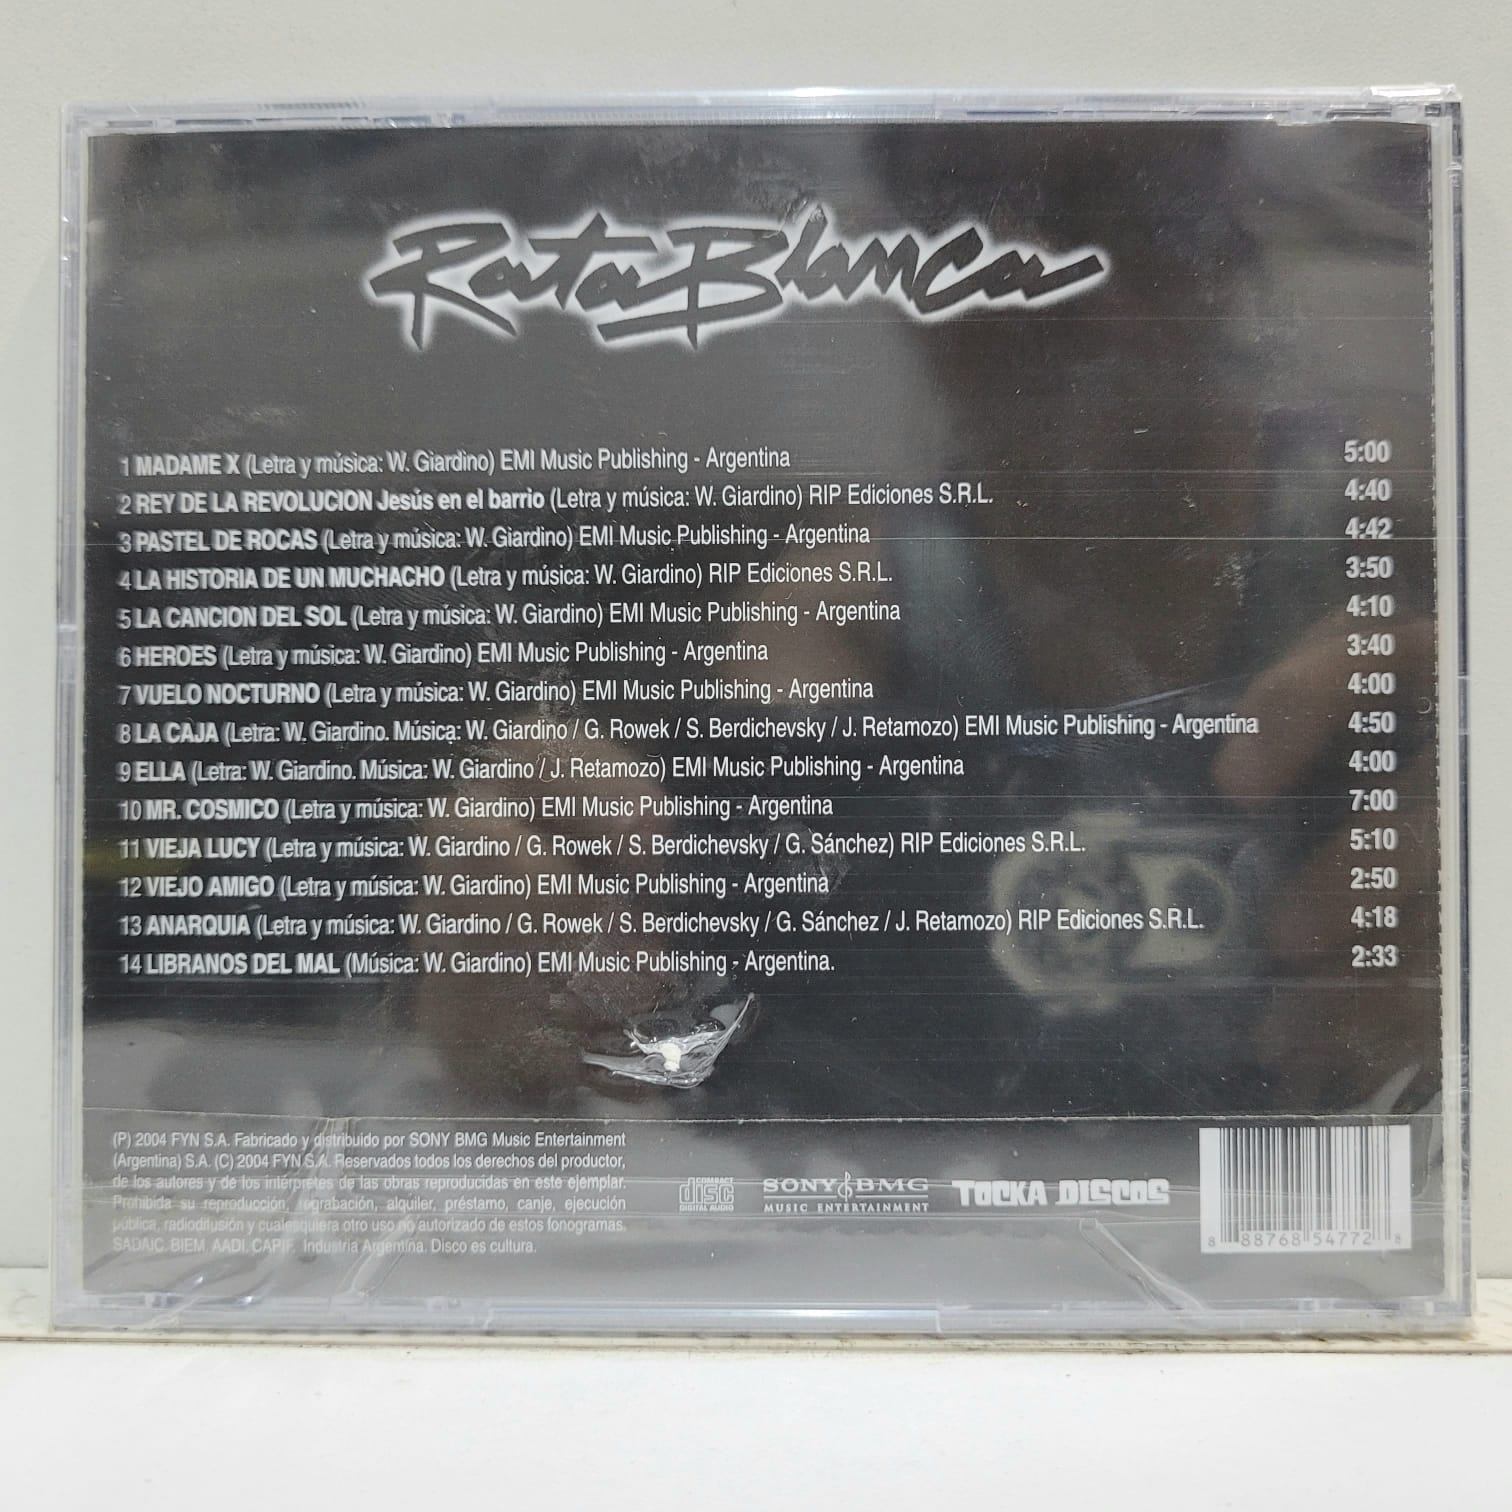 Rata Blanca
1 MADAME X (Letra y música: W. Giardino) EMI Music Publishing - Argentina 5:00
2 REY DE LA REVOLUCION Jesús en el barrio (Letra y música: W. Giardino) RIP Ediciones S.R.L. 4:40
3 PASTEL DE ROCAS (Letra y música: W. Giardino) EMI Music Publishing - Argentina 4:42
4 LA HISTORIA DE UN MUCHACHO (Letra y música: W. Giardino) RIP Ediciones S.R.L. 3:50
5 LA CANCION DEL SOL (Letra y música: W. Giardino) EMI Music Publishing - Argentina 4:10
6 HEROES (Letra y música: W. Giardino) EMI Music Publishing - Argentina 3:40
7 VUELO NOCTURNO (Letra y música: W. Giardino) EMI Music Publishing - Argentina 4:00
8 LA CAJA (Letra: W. Giardino. Música: W. Giardino / G. Rowek / S. Berdichevsky / J. Retamozo) EMI Music Publishing - Argentina 4:50
9 ELLA (Letra: W. Giardino. Música: W. Giardino / J. Retamozo) EMI Music Publishing - Argentina 4:00
10 MR. COSMICO (Letra y música: W. Giardino) EMI Music Publishing - Argentina 7:00
11 VIEJA LUCY (Letra y música: W. Giardino / G. Rowek / S. Berdichevsky / G. Sánchez) RIP Ediciones S.R.L. 5:10
12 VIEJO AMIGO (Letra y música: W. Giardino) EMI Music Publishing - Argentina 2:50
13 ANARQUIA (Letra y música: W. Giardino / G. Rowek / S. Berdichevsky / G. Sánchez / J. Retamozo) RIP Ediciones S.R.L. 4:18
14 LIBRANOS DEL MAL (Música: W. Giardino) EMI Music Publishing - Argentina. 2:33
(P) 2004 FYN S.A. Fabricado y distribuido por SONY BMG Music Entertainment
(Argentina) S.A. (C) 2004 FYN S.A. Reservados todos los derechos del productor,
de los autores y de los intérpretes de las obras reproducidas en este ejemplar.
Prohibida su reproducción, regrabación, alquiler, préstamo, canje, ejecución
pública, radiodifusión y cualesquiera otro uso no autorizado de estos fonogramas.
SADAIC. BIEM. AADI. CAPIF. Industria Argentina. Disco es cultura.
COMPACT
disc
DIGITAL AUDIO
SONY BMG
MUSIC ENTERTAINMENT
TOCKA DISCOS
8 88768 54772 8